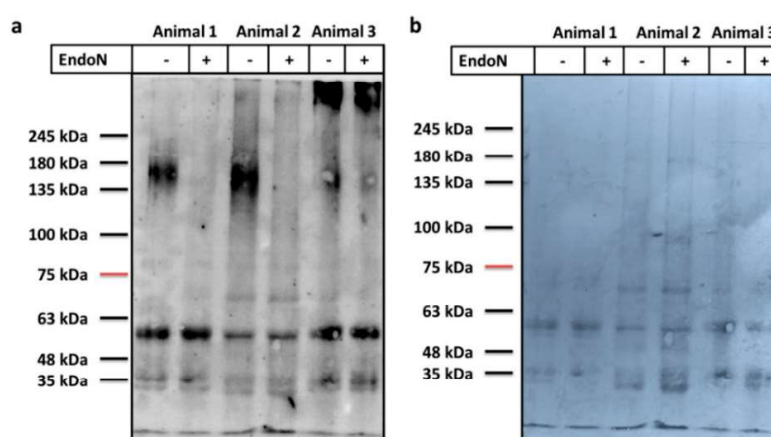 a
Animal 1 Animal 2 Animal 3
EndoN - + - + - +
245 kDa
180 kDa
135 kDa
100 kDa
75 kDa
63 kDa
48 kDa
35 kDa
b
Animal 1 Animal 2 Animal 3
EndoN - + - + - +
245 kDa
180 kDa
135 kDa
100 kDa
75 kDa
63 kDa
48 kDa
35 kDa